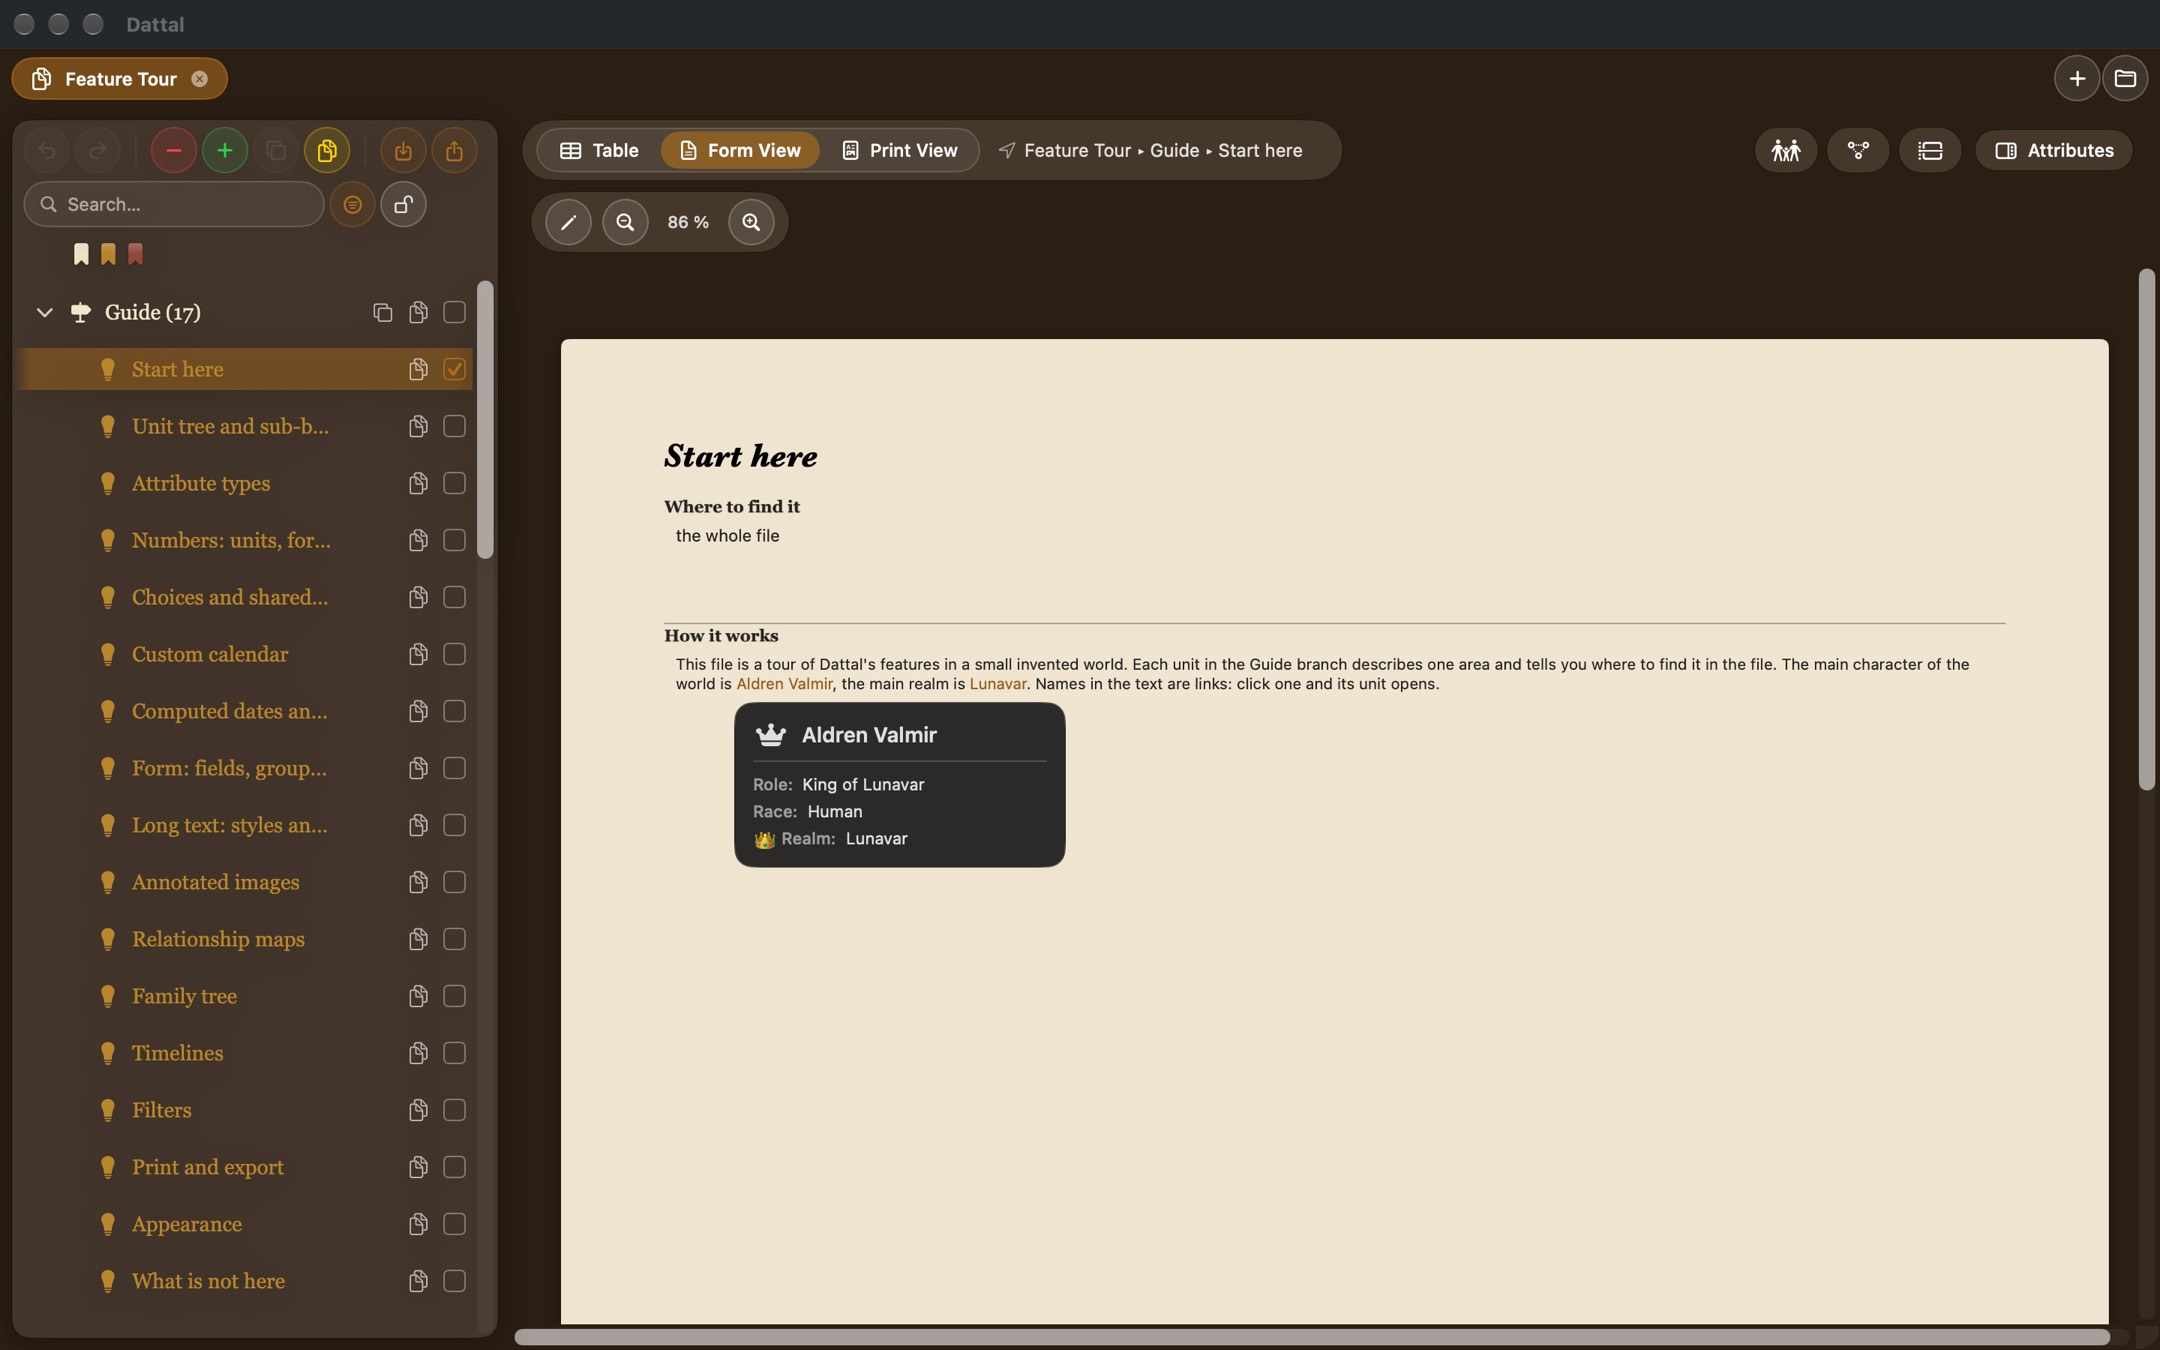 Dattal
Feature Tour
Search...
Guide (17)
Start here
Unit tree and sub-b...
Attribute types
Numbers: units, for...
Choices and shared...
Custom calendar
Computed dates an...
Form: fields, group...
Long text: styles an...
Annotated images
Relationship maps
Family tree
Timelines
Filters
Print and export
Appearance
What is not here
Table
Form View
Print View
Feature Tour ▸ Guide ▸ Start here
Attributes
86 %
Start here
Where to find it
the whole file
How it works
This file is a tour of Dattal's features in a small invented world. Each unit in the Guide branch describes one area and tells you where to find it in the file. The main character of the
world is Aldren Valmir, the main realm is Lunavar. Names in the text are links: click one and its unit opens.
Aldren Valmir
Role: King of Lunavar
Race: Human
Realm: Lunavar